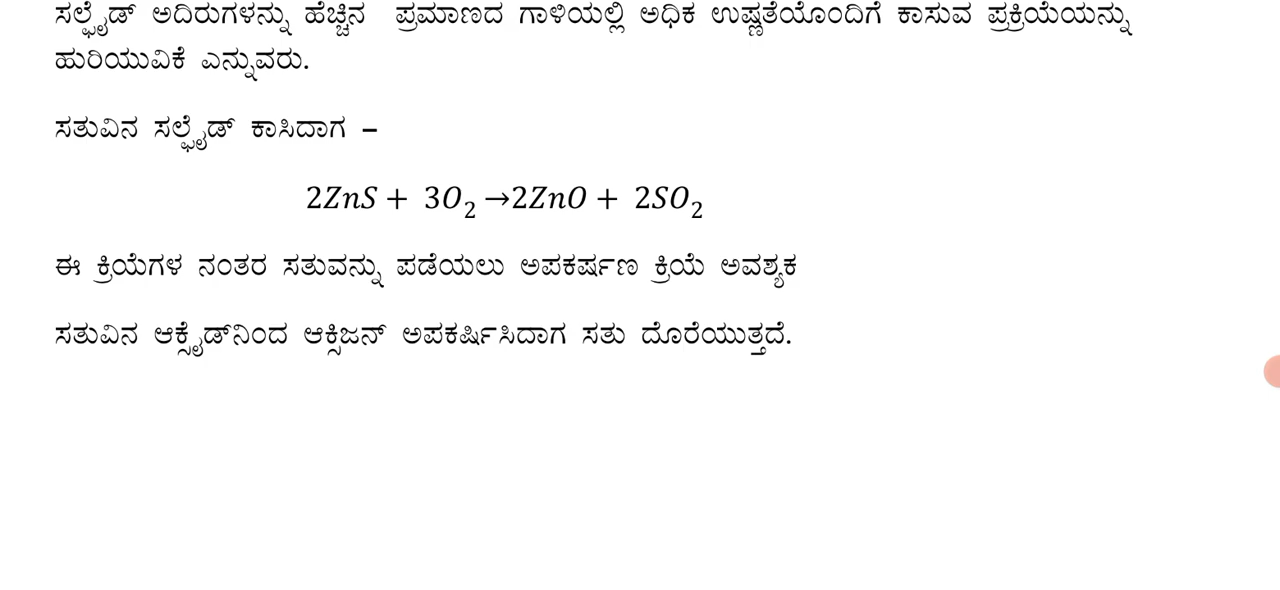 ಸಲ್ಫೈಡ್ ಅದಿರುಗಳನ್ನು ಹೆಚ್ಚಿನ ಪ್ರಮಾಣದ ಗಾಳಿಯಲ್ಲಿ ಅಧಿಕ ಉಷ್ಣತೆಯೊಂದಿಗೆ ಕಾಸುವ ಪ್ರಕ್ರಿಯೆಯನ್ನು
ಹುರಿಯುವಿಕೆ ಎನ್ನುವರು.
ಸತುವಿನ ಸಲ್ಫೈಡ್ ಕಾಸಿದಾಗ –
2ZnS + 3O₂ →2ZnO + 2SO₂
ಈ ಕ್ರಿಯೆಗಳ ನಂತರ ಸತುವನ್ನು ಪಡೆಯಲು ಅಪಕರ್ಷಣ ಕ್ರಿಯೆ ಅವಶ್ಯಕ
ಸತುವಿನ ಆಕ್ಸೈಡ್‌ನಿಂದ ಆಕ್ಸಿಜನ್ ಅಪಕರ್ಷಿಸಿದಾಗ ಸತು ದೊರೆಯುತ್ತದೆ.